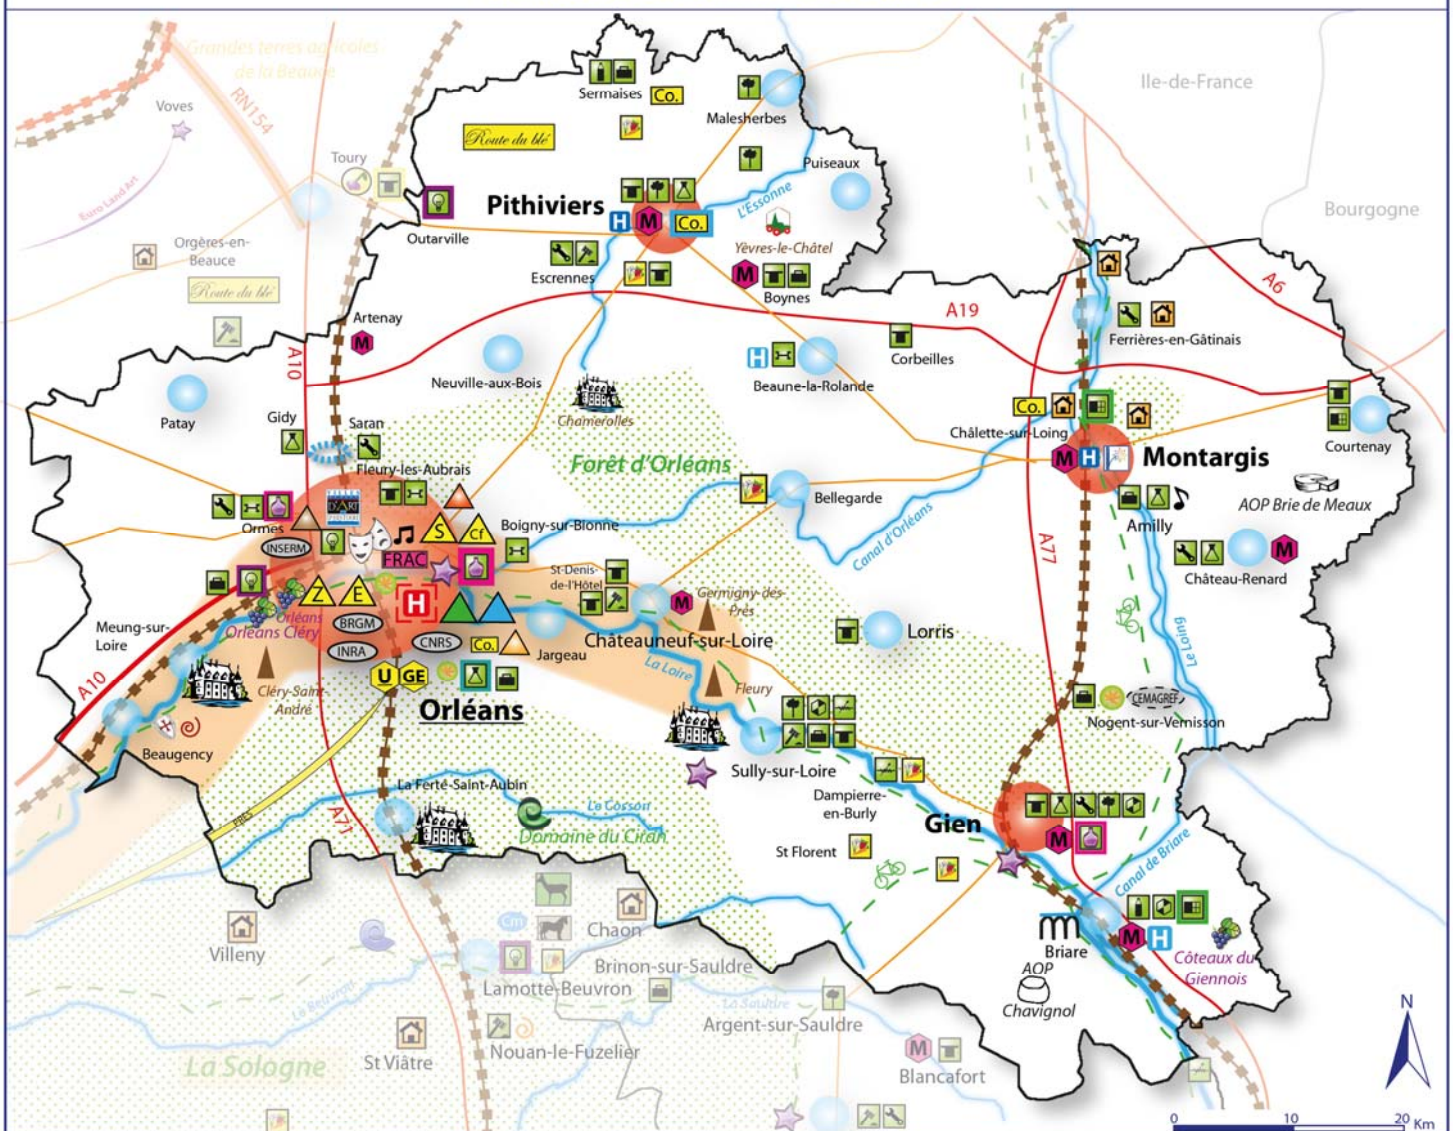 Grandes terres agricoles
de la Beauce
RN154
Voves
Euro Land Art
Toury
Orgères-en-
Beauce
Route du blé
Sermaises
Co.
Route du blé
Malesherbes
Puiseaux
Ile-de-France
Bourgogne
Pithiviers
H
M
Co.
L'Essonne
Outarville
Yèvres-le-Châtel
Escrennes
M
Boynes
A6
A19
Artenay
M
A10
Ferrières-en-Gâtinais
Corbeilles
Neuville-aux-Bois
H
Beaune-la-Rolande
Patay
Chamerolles
Gidy
Saran
Co.
Châlette-sur-Loing
Courtenay
Fleury-les-Aubrais
Forêt d'Orléans
M
H
Montargis
AOP Brie de Meaux
VILLES
D'ART
Bellegarde
Amilly
Ormes
S
Cf
Boigny-sur-Bionne
Canal d'Orléans
A77
INSERM
FRAC
M
Château-Renard
St-Denis-
de-l'Hôtel
Z
E
H
M
Germigny-des-
Prés
Orléans
Orléans Cléry
BRGM
Meung-sur-
Loire
INRA
CNRS
Co.
Jargeau
Châteauneuf-sur-Loire
Lorris
Le Loing
La Loire
A10
U
GE
Cléry-Saint-
André
Fleury
Orléans
CEMAGREF
Nogent-sur-Vernisson
Beaugency
Sully-sur-Loire
La Ferté-Saint-Aubin
Dampierre-
en-Burly
Le Cosson
A71
Domaine du Ciran
Gien
M
St Florent
Canal de Briare
Cm
Chaon
Villeny
Briare
M
H
Côteaux du
Giennois
AOP
Chavignol
Brinon-sur-Sauldre
Lamotte-Beuvron
Le Beuvron
La Sauldre
Argent-sur-Sauldre
N
St Viâtre
Nouan-le-Fuzelier
La Sologne
M
Blancafort
0 10 20 Km